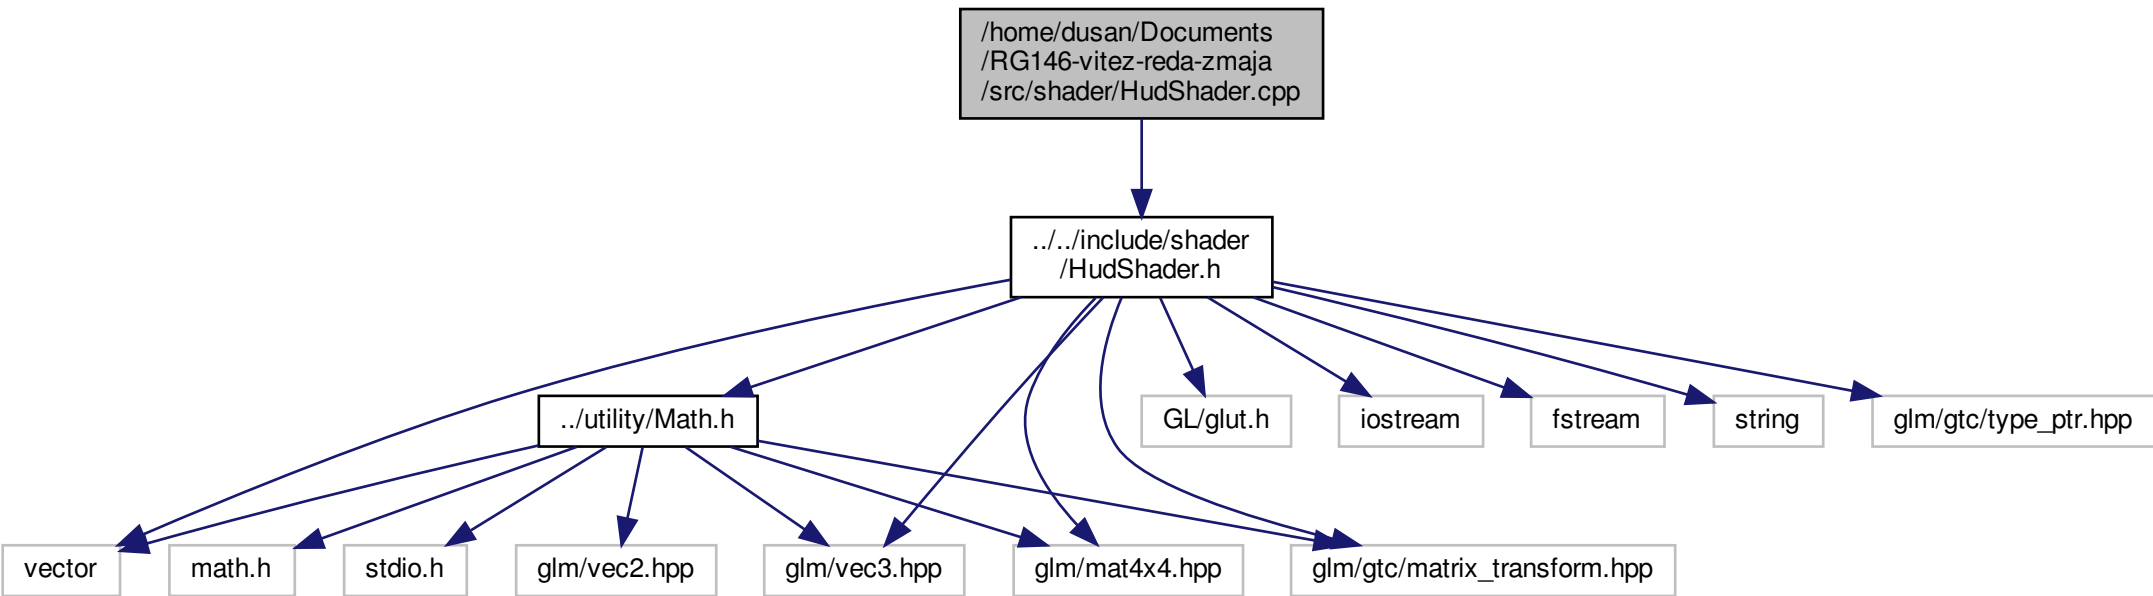 /home/dusan/Documents
/RG146-vitez-reda-zmaja
/src/shader/HudShader.cpp
../../include/shader
/HudShader.h
../utility/Math.h
GL/glut.h
iostream
fstream
string
glm/gtc/type_ptr.hpp
vector
math.h
stdio.h
glm/vec2.hpp
glm/vec3.hpp
glm/mat4x4.hpp
glm/gtc/matrix_transform.hpp